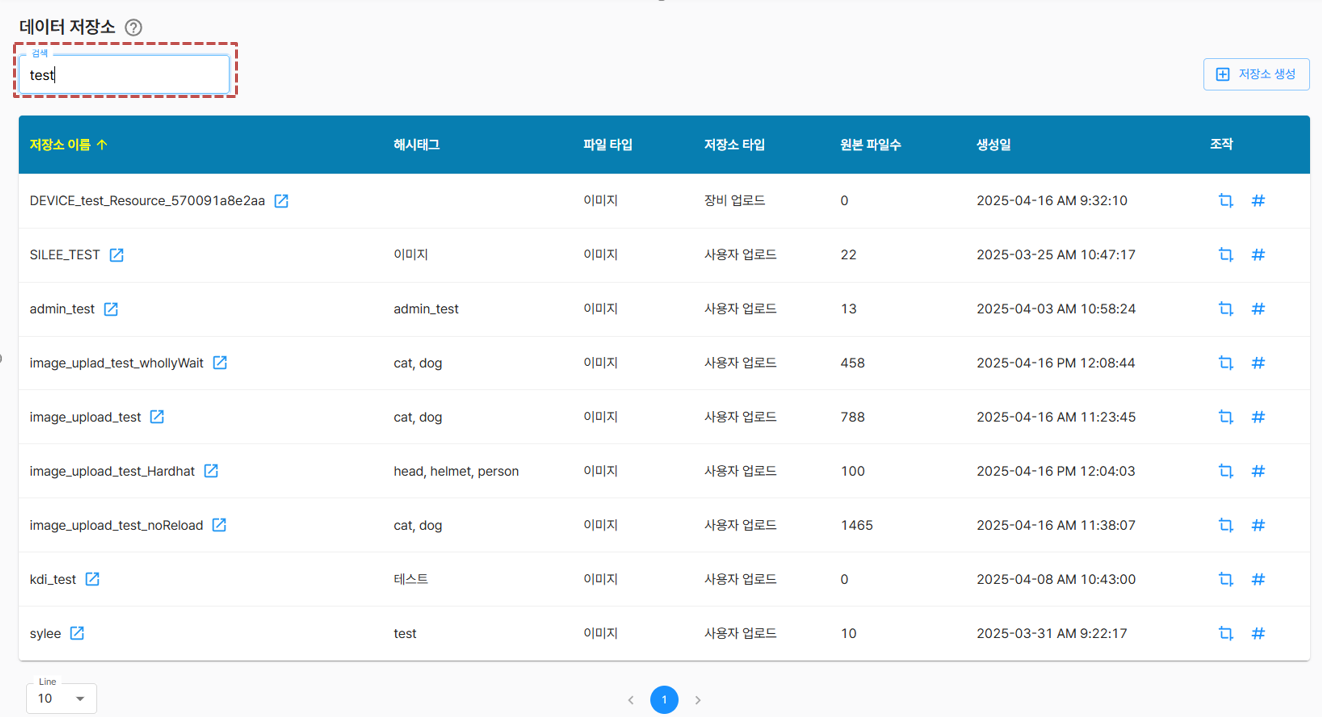 데이터 저장소 ?
검색
test
저장소 생성
저장소 이름 ↑ 해시태그 파일 타입 저장소 타입 원본 파일수 생성일 조작
DEVICE_test_Resource_570091a8e2aa 이미지 장비 업로드 0 2025-04-16 AM 9:32:10 #
SILEE_TEST 이미지 이미지 사용자 업로드 22 2025-03-25 AM 10:47:17 #
admin_test admin_test 이미지 사용자 업로드 13 2025-04-03 AM 10:58:24 #
image_uplad_test_whollyWait cat, dog 이미지 사용자 업로드 458 2025-04-16 PM 12:08:44 #
image_upload_test cat, dog 이미지 사용자 업로드 788 2025-04-16 AM 11:23:45 #
image_upload_test_Hardhat head, helmet, person 이미지 사용자 업로드 100 2025-04-16 PM 12:04:03 #
image_upload_test_noReload cat, dog 이미지 사용자 업로드 1465 2025-04-16 AM 11:38:07 #
kdi_test 테스트 이미지 사용자 업로드 0 2025-04-08 AM 10:43:00 #
sylee test 이미지 사용자 업로드 10 2025-03-31 AM 9:22:17 #
Line
10
1